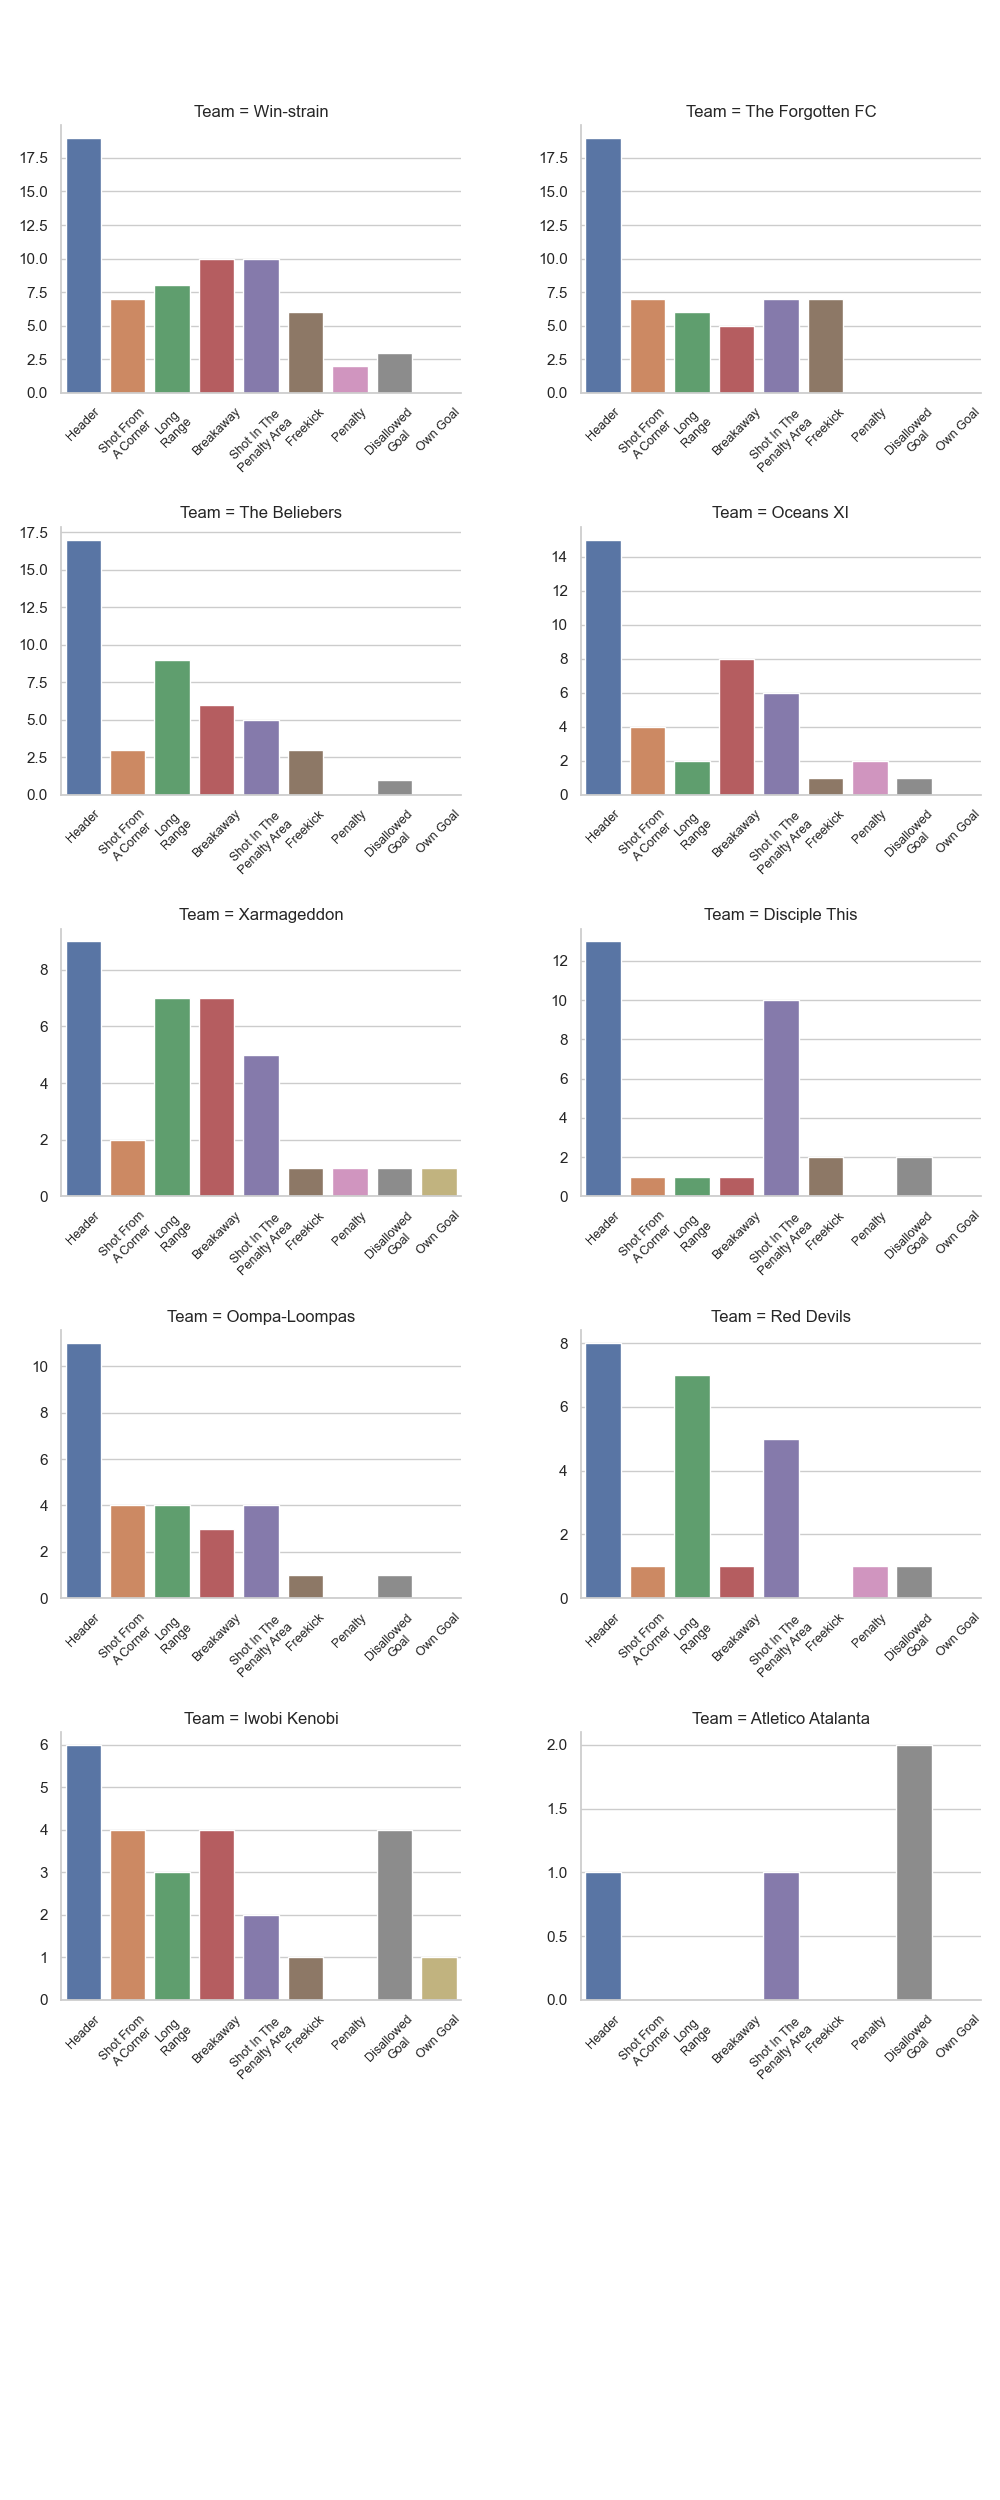 Team = Win-strain
17.5
15.0
12.5
10.0
7.5
5.0
2.5
0.0
Header
Shot From
A Corner
Long
Range
Breakaway
Shot In The
Penalty Area
Freekick
Penalty
Disallowed
Goal
Own Goal
Team = The Forgotten FC
17.5
15.0
12.5
10.0
7.5
5.0
2.5
0.0
Header
Shot From
A Corner
Long
Range
Breakaway
Shot In The
Penalty Area
Freekick
Penalty
Disallowed
Goal
Own Goal
Team = The Beliebers
17.5
15.0
12.5
10.0
7.5
5.0
2.5
0.0
Header
Shot From
A Corner
Long
Range
Breakaway
Shot In The
Penalty Area
Freekick
Penalty
Disallowed
Goal
Own Goal
Team = Oceans XI
14
12
10
8
6
4
2
0
Header
Shot From
A Corner
Long
Range
Breakaway
Shot In The
Penalty Area
Freekick
Penalty
Disallowed
Goal
Own Goal
Team = Xarmageddon
8
6
4
2
0
Header
Shot From
A Corner
Long
Range
Breakaway
Shot In The
Penalty Area
Freekick
Penalty
Disallowed
Goal
Own Goal
Team = Disciple This
12
10
8
6
4
2
0
Header
Shot From
A Corner
Long
Range
Breakaway
Shot In The
Penalty Area
Freekick
Penalty
Disallowed
Goal
Own Goal
Team = Oompa-Loompas
10
8
6
4
2
0
Header
Shot From
A Corner
Long
Range
Breakaway
Shot In The
Penalty Area
Freekick
Penalty
Disallowed
Goal
Own Goal
Team = Red Devils
8
6
4
2
0
Header
Shot From
A Corner
Long
Range
Breakaway
Shot In The
Penalty Area
Freekick
Penalty
Disallowed
Goal
Own Goal
Team = Iwobi Kenobi
6
5
4
3
2
1
0
Header
Shot From
A Corner
Long
Range
Breakaway
Shot In The
Penalty Area
Freekick
Penalty
Disallowed
Goal
Own Goal
Team = Atletico Atalanta
2.0
1.5
1.0
0.5
0.0
Header
Shot From
A Corner
Long
Range
Breakaway
Shot In The
Penalty Area
Freekick
Penalty
Disallowed
Goal
Own Goal